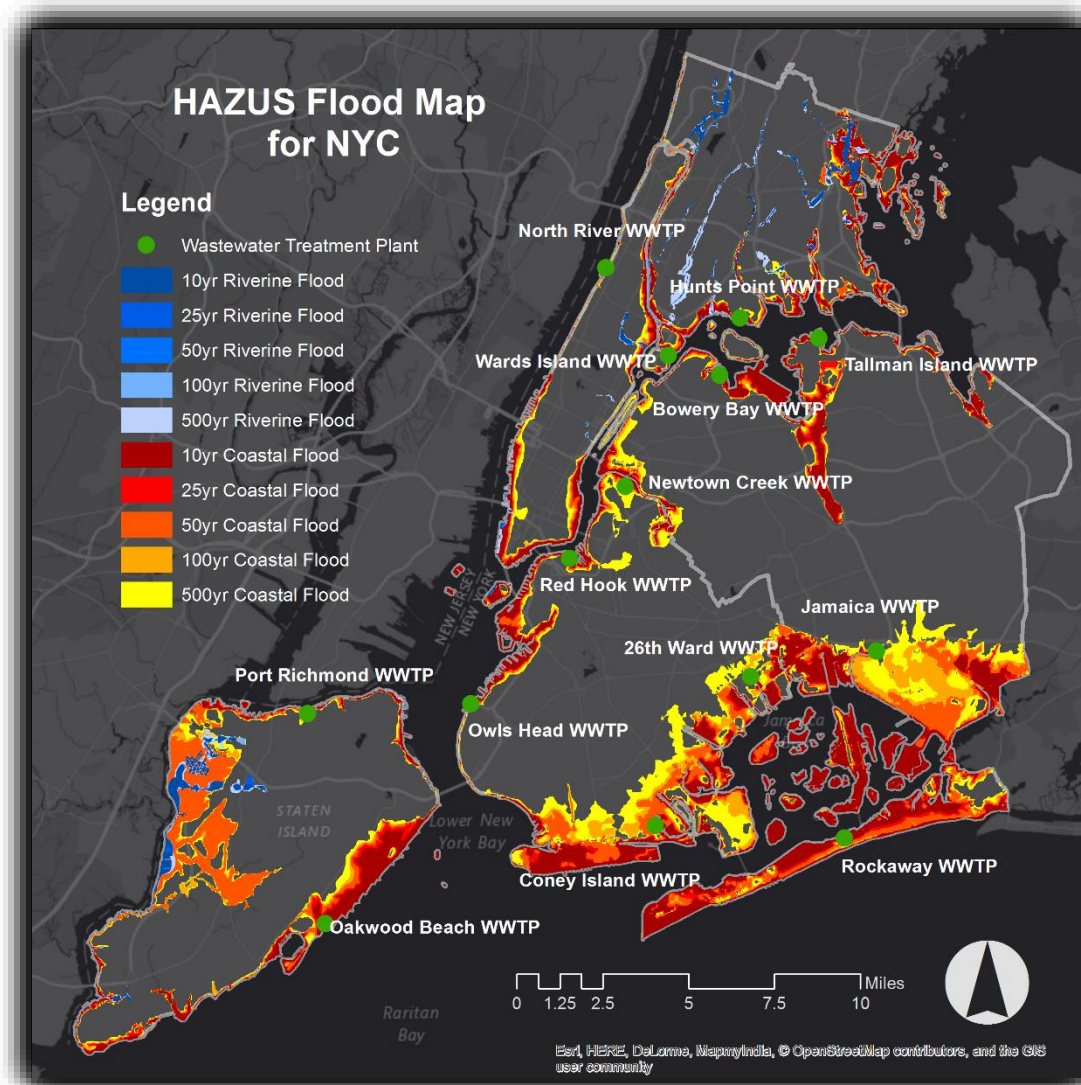 HAZUS Flood Map
for NYC
Legend
Wastewater Treatment Plant
10yr Riverine Flood
25yr Riverine Flood
50yr Riverine Flood
100yr Riverine Flood
500yr Riverine Flood
10yr Coastal Flood
25yr Coastal Flood
50yr Coastal Flood
100yr Coastal Flood
500yr Coastal Flood
North River WWTP
Hunts Point WWTP
Wards Island WWTP
Tallman Island WWTP
Bowery Bay WWTP
Newtown Creek WWTP
Red Hook WWTP
NEW JERSEY
NEW YORK
Jamaica WWTP
26th Ward WWTP
Port Richmond WWTP
Owls Head WWTP
Jamaica
STATEN
ISLAND
Lower New
York Bay
Rockaway WWTP
Coney Island WWTP
Oakwood Beach WWTP
Raritan
Bay
0 1.25 2.5 5 7.5 10 Miles
Esri, HERE, DeLorme, MapmyIndia, © OpenStreetMap contributors, and the GIS
user community